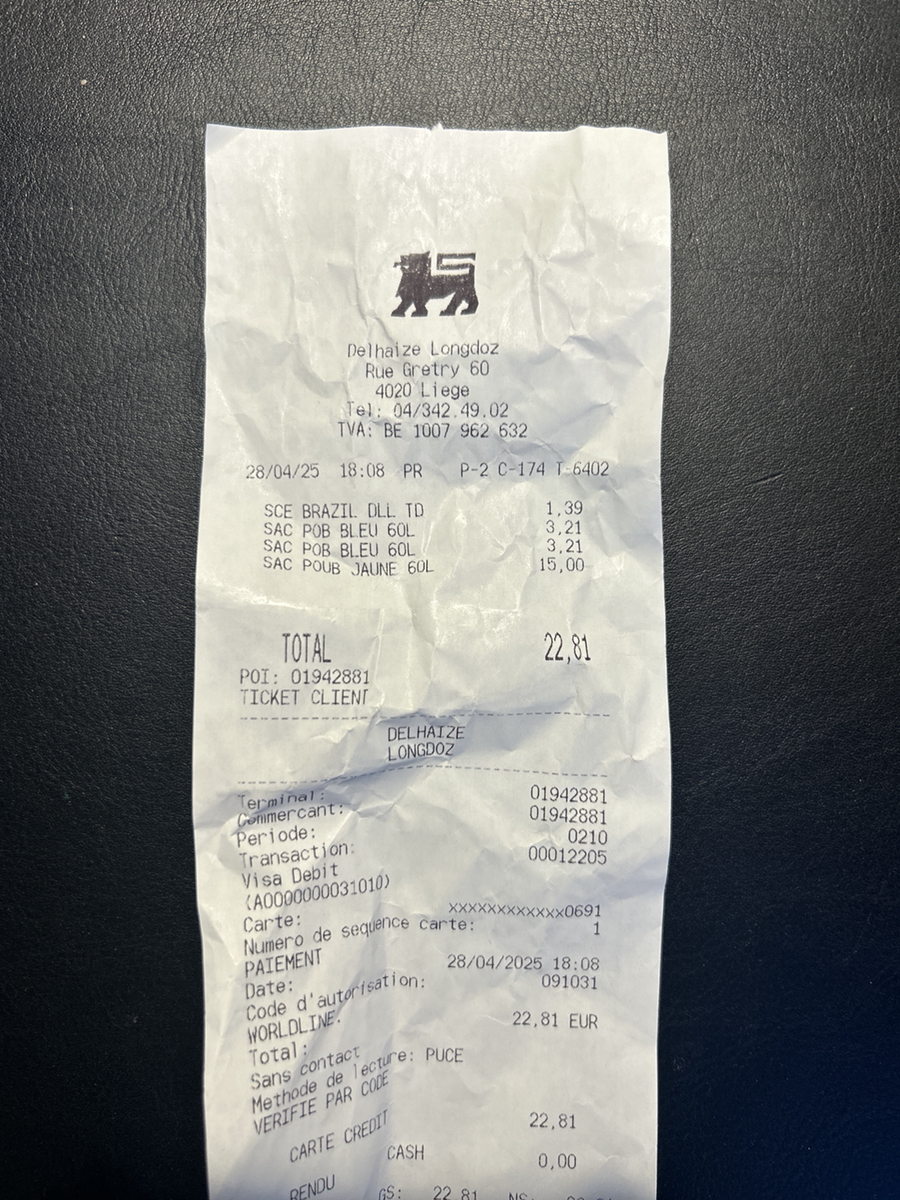 Delhaize Longdoz
Rue Gretry 60
4020 Liege
Tel: 04/342.49.02
TVA: BE 1007 962 632
28/04/25 18:08 PR P-2 C-174 T-6402
SCE BRAZIL DLL TD 1,39
SAC POB BLEU 60L 3,21
SAC POB BLEU 60L 3,21
SAC POUB JAUNE 60L 15,00
TOTAL 22,81
POI: 01942881
TICKET CLIENT
DELHAIZE
LONGDOZ
Terminal: 01942881
Commercant: 01942881
Periode: 0210
Transaction: 00012205
Visa Debit
(A0000000031010)
Carte: xxxxxxxxxxxx0691
Numero de sequence carte: 1
PAIEMENT
Date: 28/04/2025 18:08
Code d'autorisation: 091031
WORLDLINE.
Total: 22,81 EUR
Sans contact
Methode de lecture: PUCE
VERIFIE PAR CODE
CARTE CREDIT 22,81
CASH 0,00
RENDU
GS: 22 81 NS: